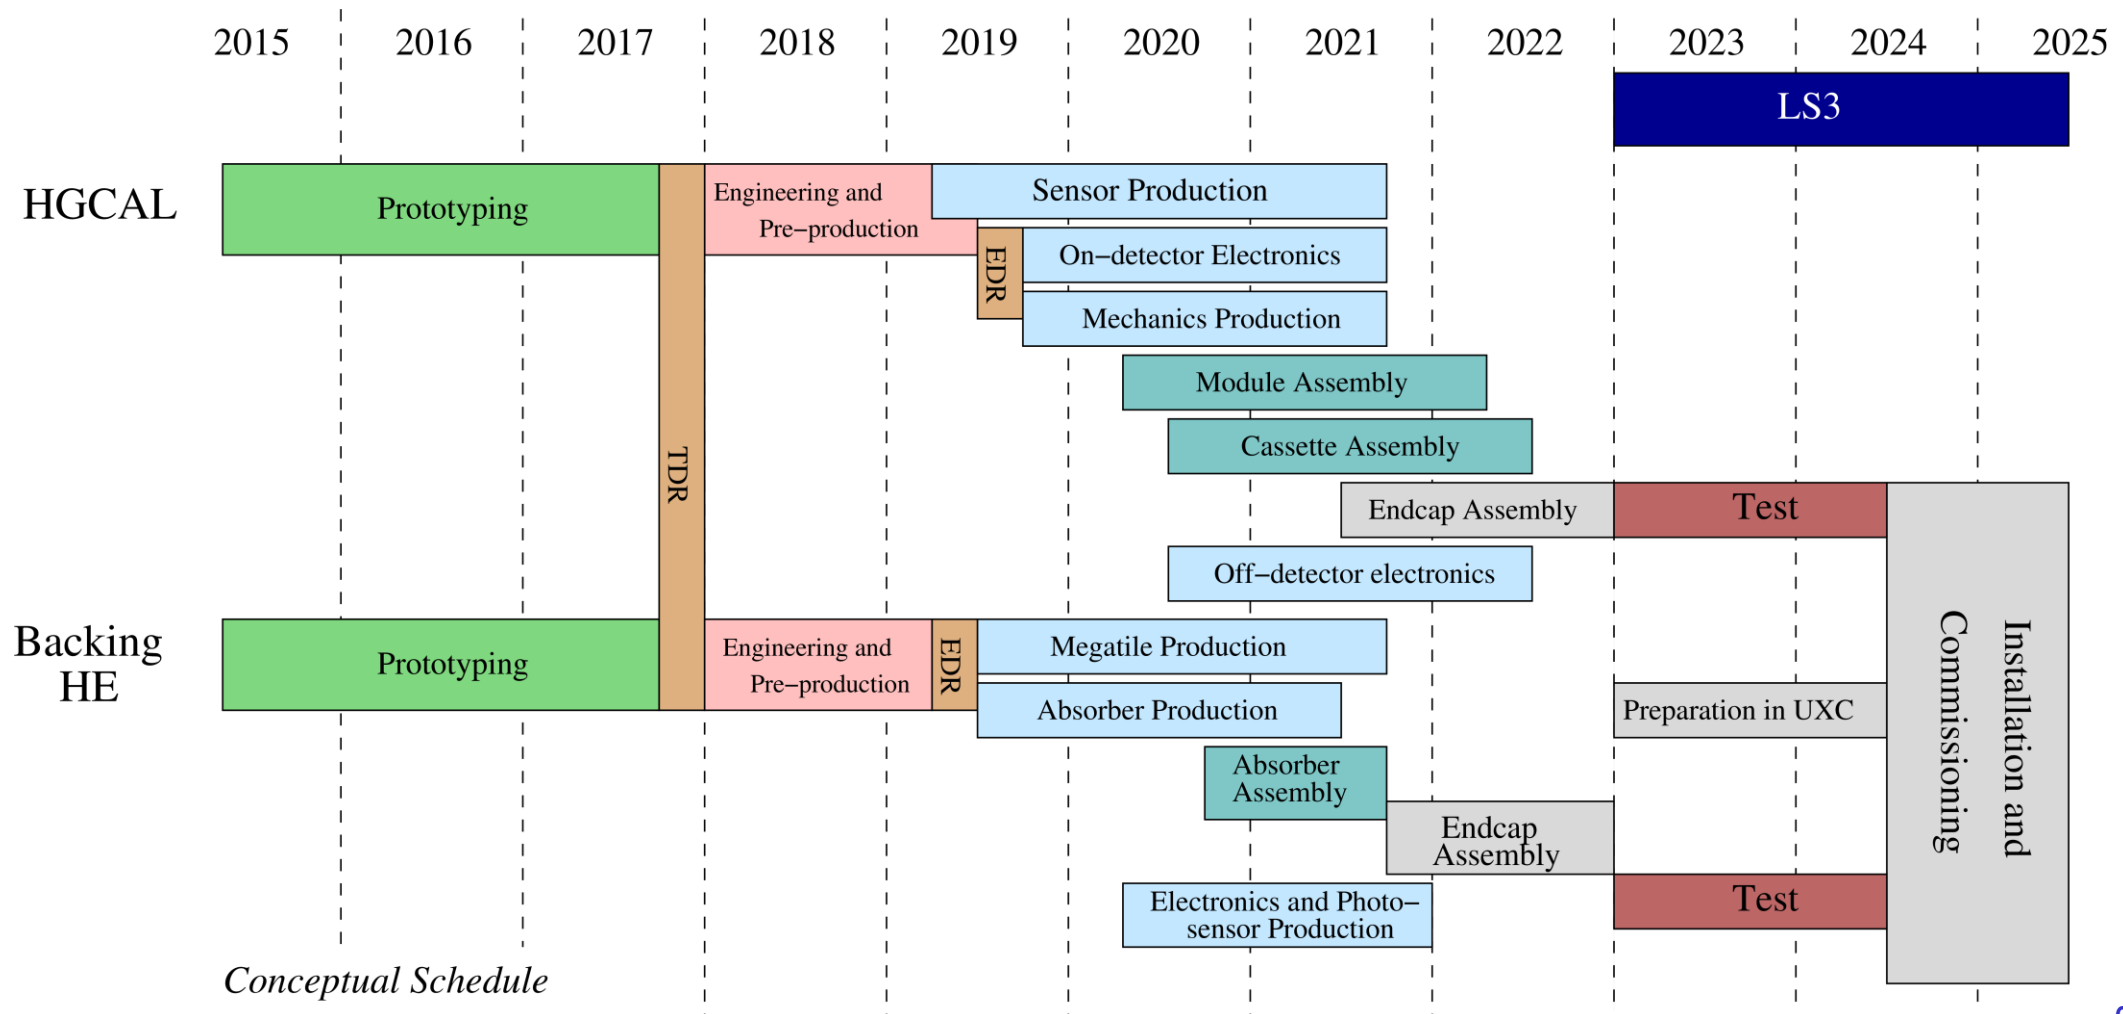 2015 2016 2017 2018 2019 2020 2021 2022 2023 2024 2025
LS3
HGCAL
Prototyping
TDR
Engineering and
Pre−production
Sensor Production
EDR
On−detector Electronics
Mechanics Production
Module Assembly
Cassette Assembly
Endcap Assembly
Test
Off−detector electronics
Backing
HE
Prototyping
Engineering and
Pre−production
EDR
Megatile Production
Absorber Production
Preparation in UXC
Absorber
Assembly
Endcap
Assembly
Electronics and Photo−
sensor Production
Test
Installation and
Commissioning
Conceptual Schedule